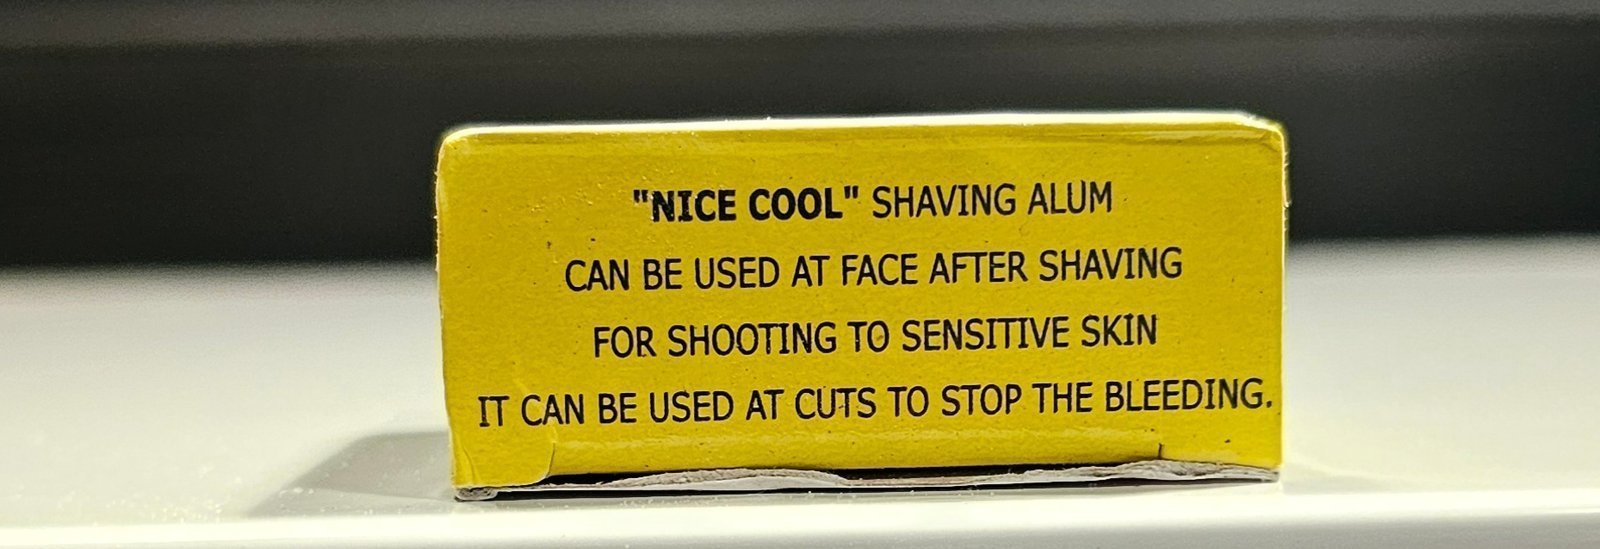 "NICE COOL" SHAVING ALUM
CAN BE USED AT FACE AFTER SHAVING
FOR SHOOTING TO SENSITIVE SKIN
IT CAN BE USED AT CUTS TO STOP THE BLEEDING.